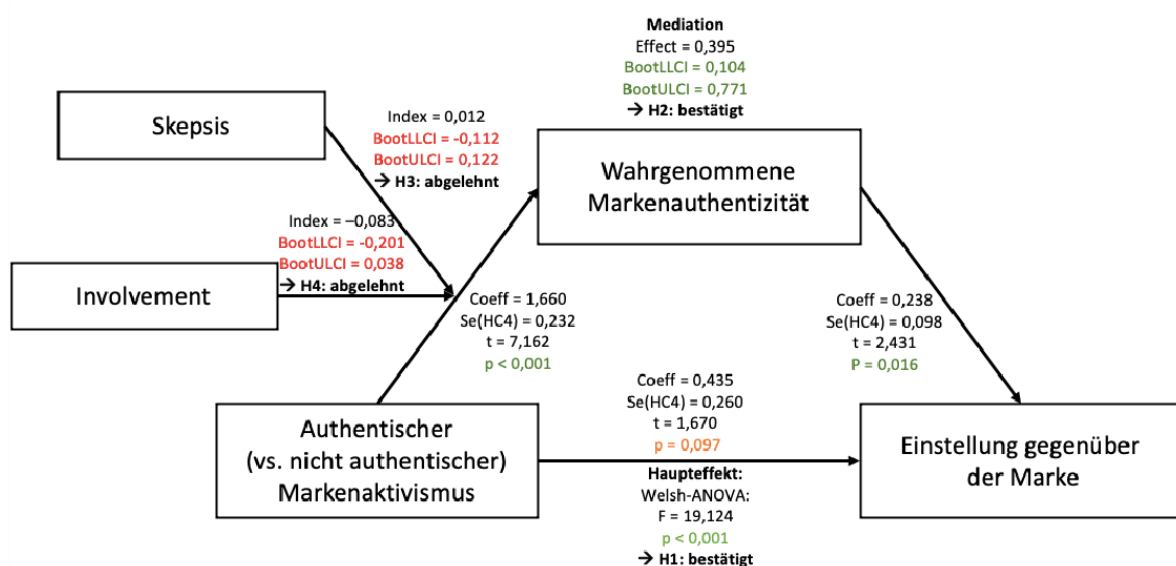 Mediation
Effect = 0,395
BootLLCI = 0,104
BootULCI = 0,771
→ H2: bestätigt
Skepsis
Index = 0,012
BootLLCI = -0,112
BootULCI = 0,122
→ H3: abgelehnt
Wahrgenommene
Markenauthentizität
Index = –0,083
BootLLCI = -0,201
BootULCI = 0,038
→ H4: abgelehnt
Involvement
Coeff = 1,660
Se(HC4) = 0,232
t = 7,162
p < 0,001
Coeff = 0,238
Se(HC4) = 0,098
t = 2,431
P = 0,016
Coeff = 0,435
Se(HC4) = 0,260
t = 1,670
p = 0,097
Authentischer
(vs. nicht authentischer)
Markenaktivismus
Haupteffekt:
Welsh-ANOVA:
F = 19,124
p < 0,001
→ H1: bestätigt
Einstellung gegenüber
der Marke